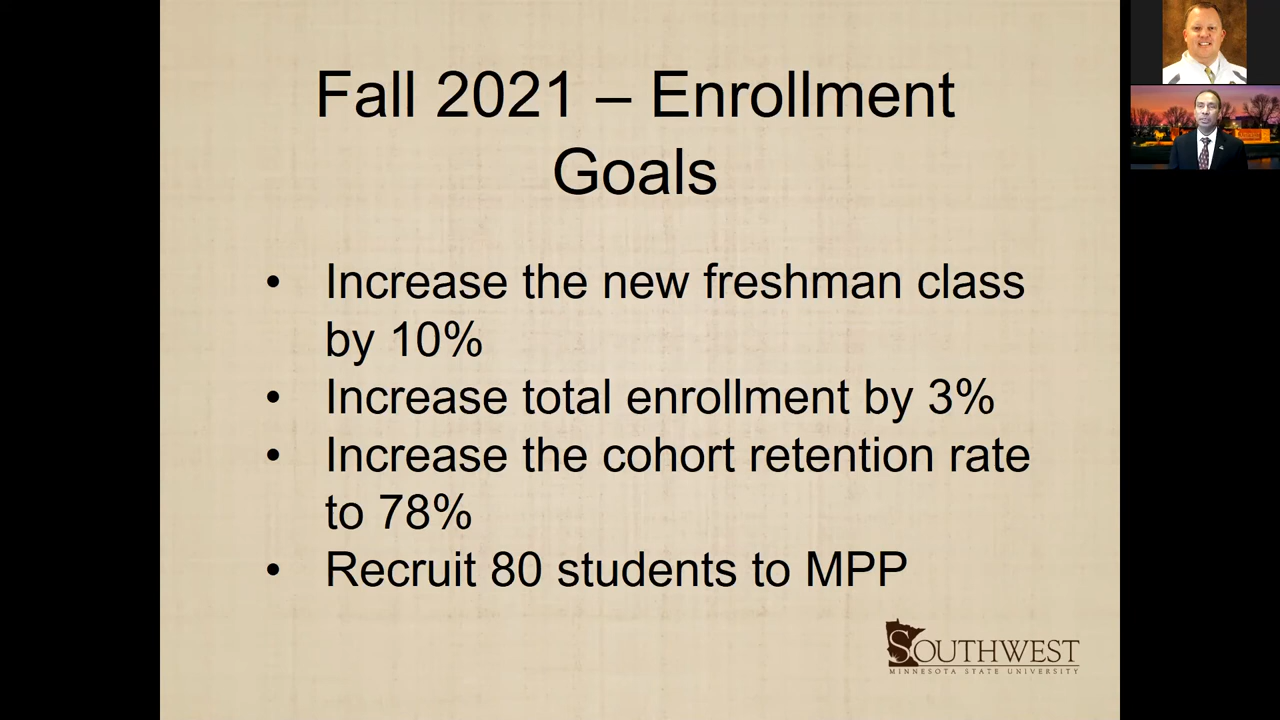 Fall 2021 – Enrollment
Goals
• Increase the new freshman class
by 10%
• Increase total enrollment by 3%
• Increase the cohort retention rate
to 78%
• Recruit 80 students to MPP
SOUTHWEST
MINNESOTA STATE UNIVERSITY